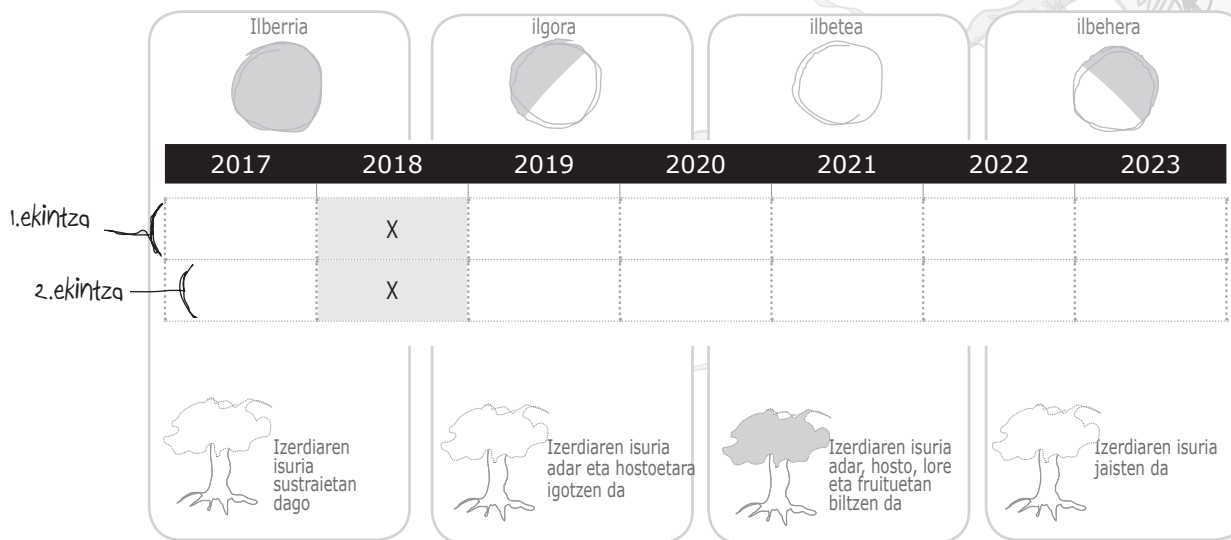 Ilberria
ilgora
ilbetea
ilbehera
2017 2018 2019 2020 2021 2022 2023
1.ekintza
X
2.ekintza
X
Izerdiaren
isuria
sustraietan
dago
Izerdiaren isuria
adar eta hostoetara
igotzen da
Izerdiaren isuria
adar, hosto, lore
eta fruituetan
biltzen da
Izerdiaren isuria
jaisten da